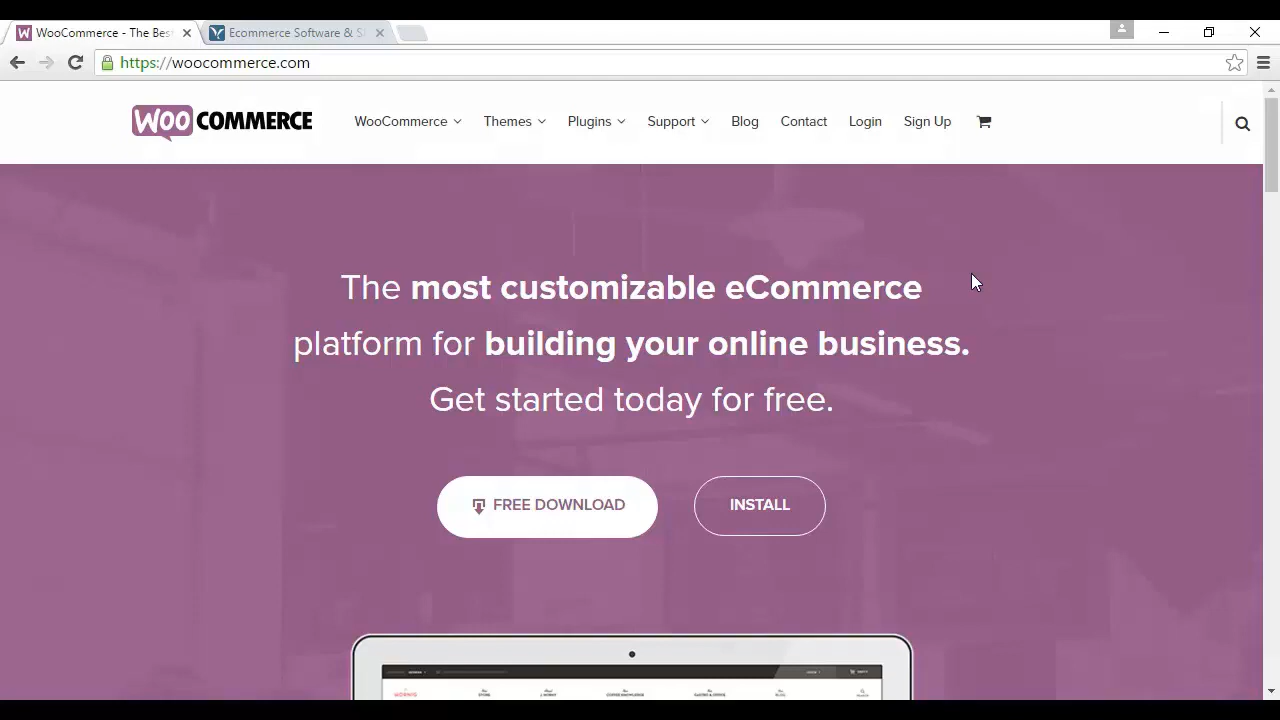 WooCommerce - The Bes
Ecommerce Software & S
https://woocommerce.com
WOO COMMERCE
WooCommerce
Themes
Plugins
Support
Blog
Contact
Login
Sign Up
The most customizable eCommerce
platform for building your online business.
Get started today for free.
FREE DOWNLOAD
INSTALL